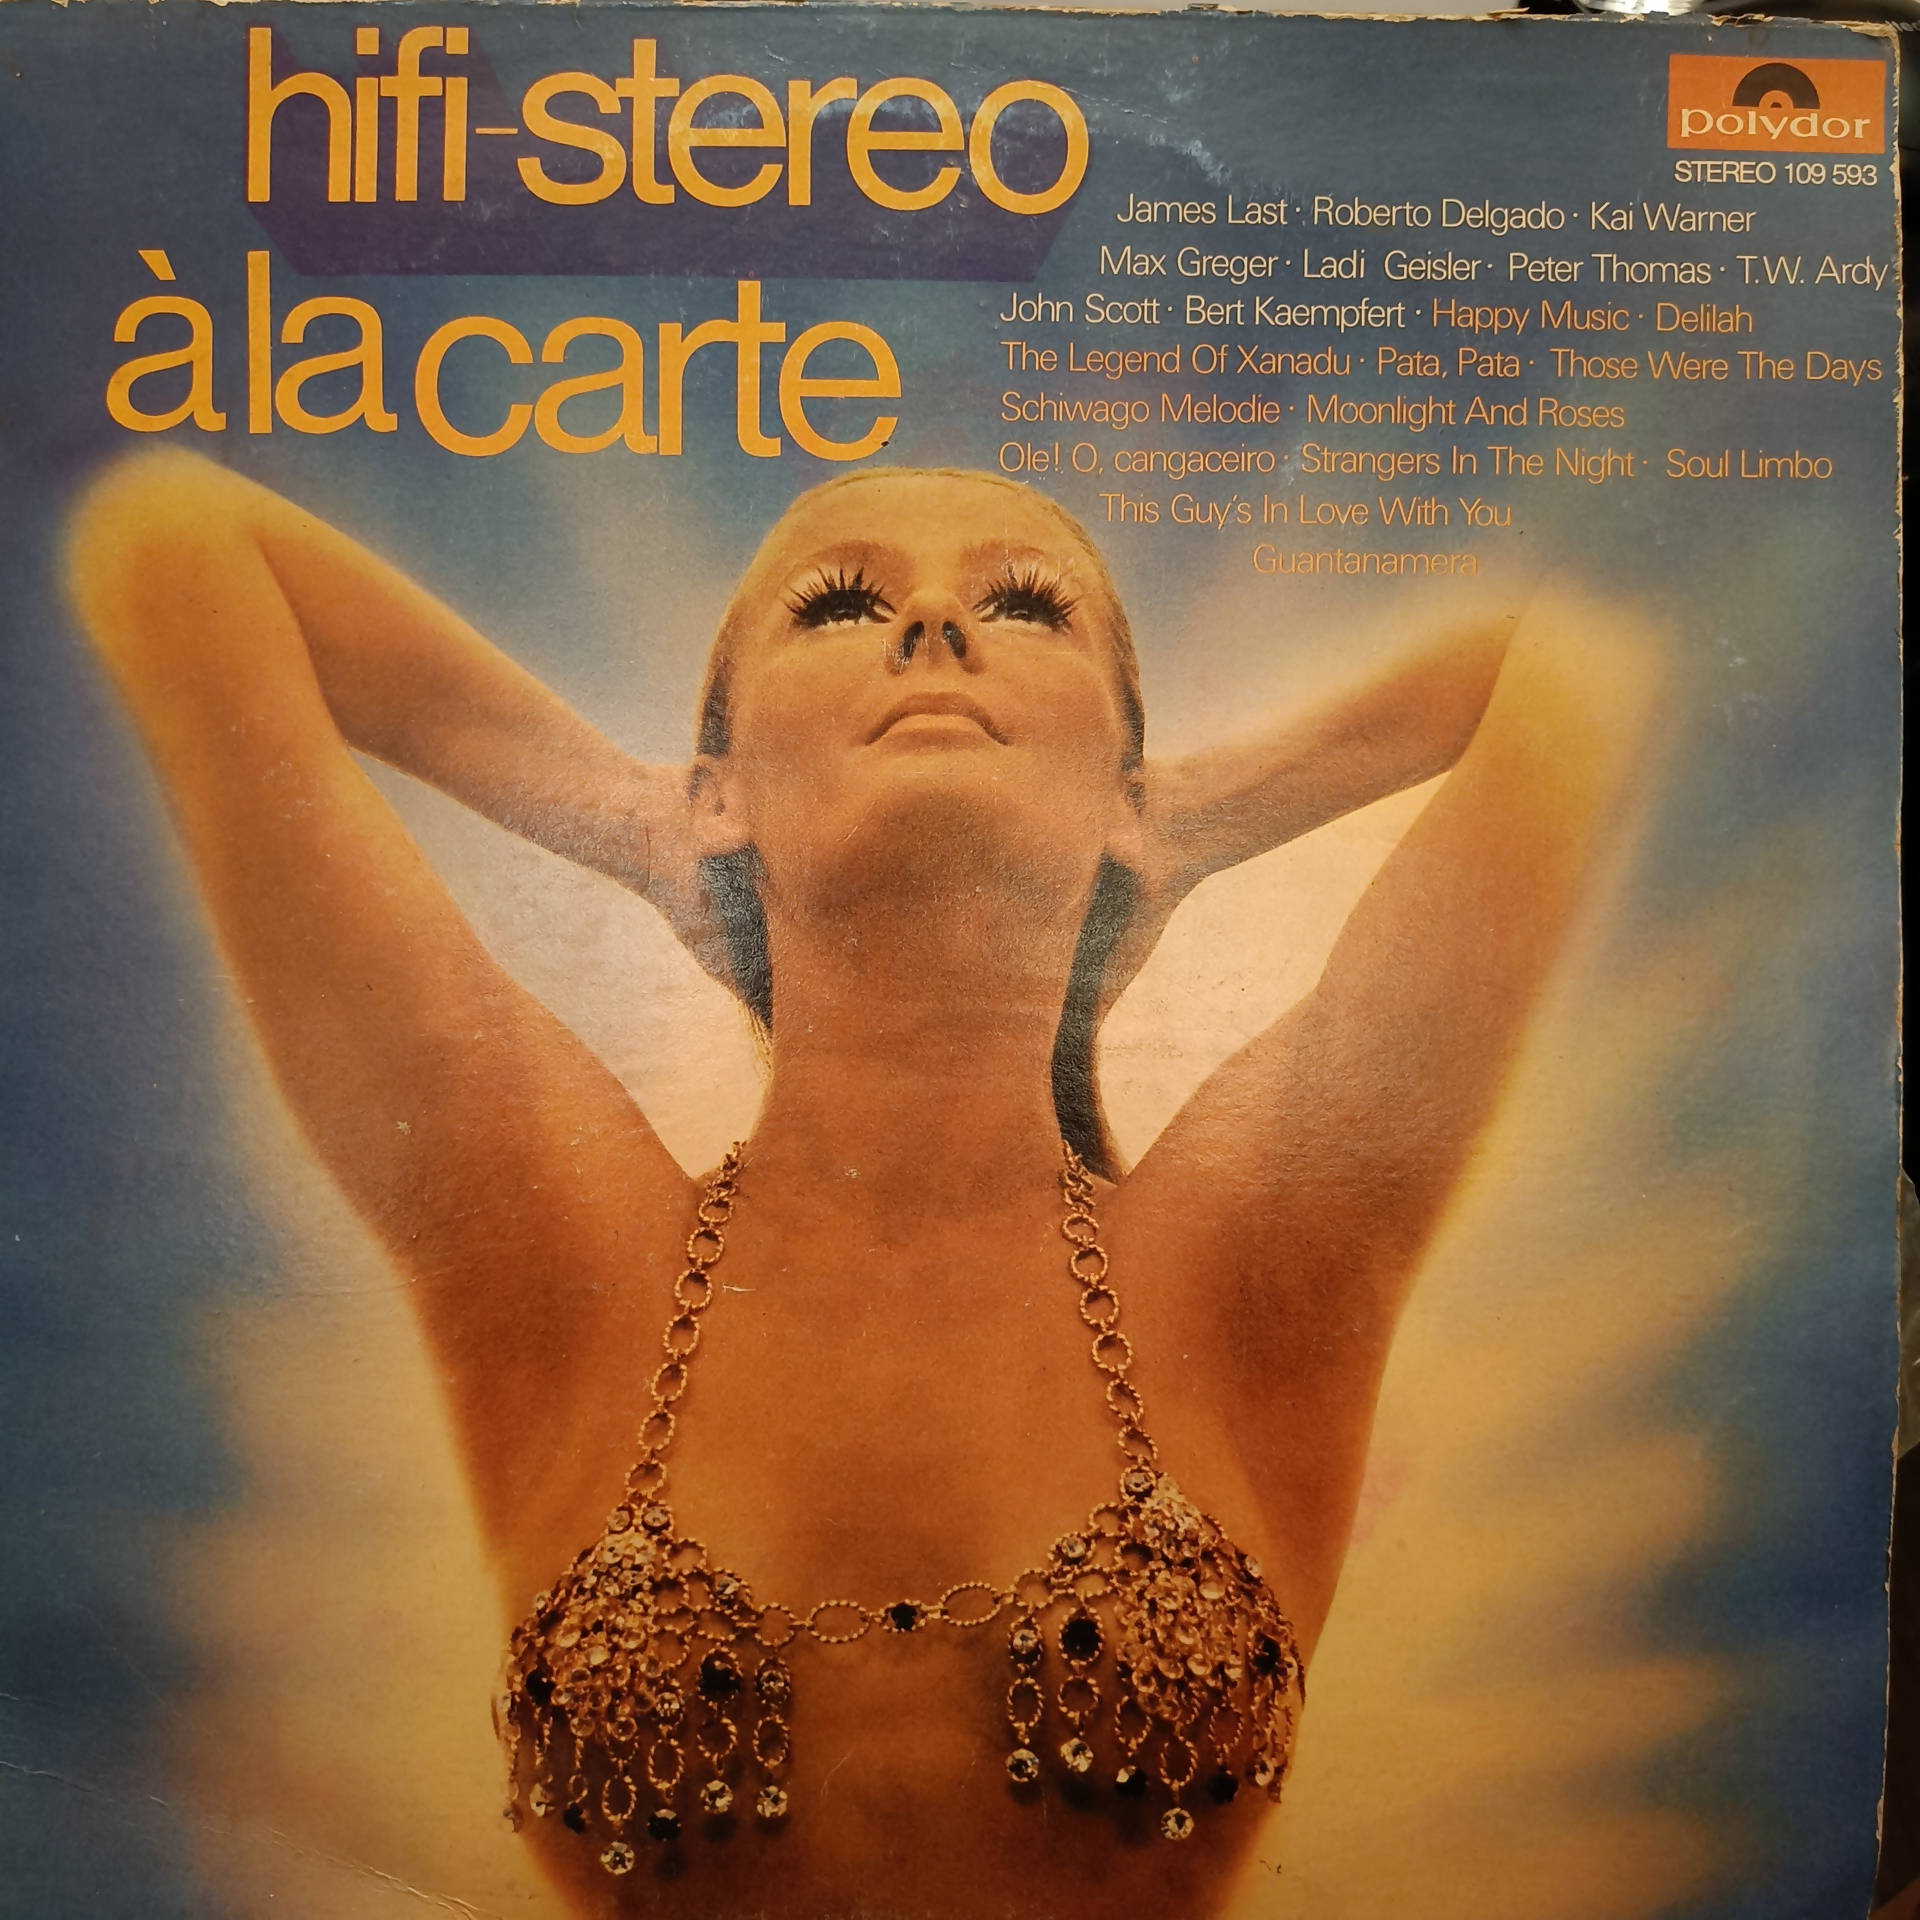 hifi-stereo
à la carte
polydor
STEREO 109 593
James Last · Roberto Delgado · Kai Warner
Max Greger · Ladi Geisler · Peter Thomas · T.W. Ardy
John Scott · Bert Kaempfert · Happy Music · Delilah
The Legend Of Xanadu · Pata, Pata · Those Were The Days
Schiwago Melodie · Moonlight And Roses
Ole! O, cangaceiro · Strangers In The Night · Soul Limbo
This Guy's In Love With You
Guantanamera